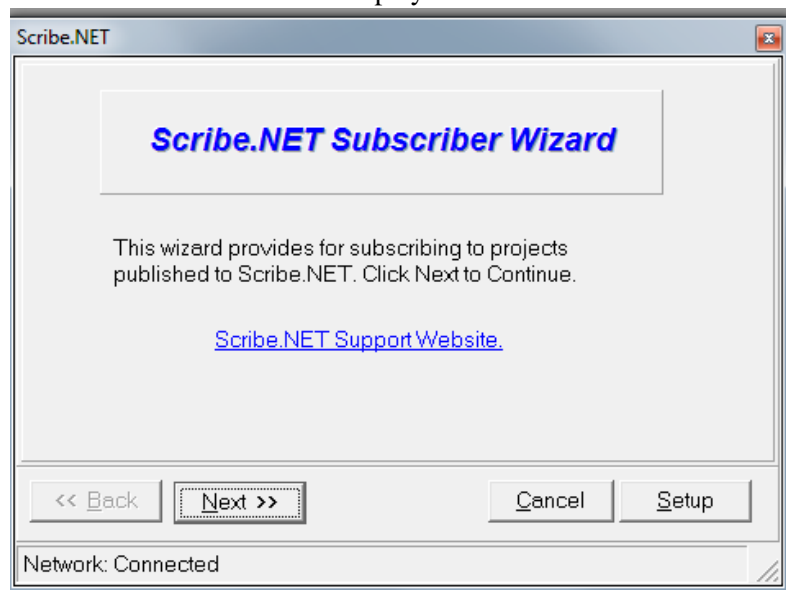 Scribe.NET
Scribe.NET Subscriber Wizard
This wizard provides for subscribing to projects
published to Scribe.NET. Click Next to Continue.
Scribe.NET Support Website.
<< Back Next >> Cancel Setup
Network: Connected